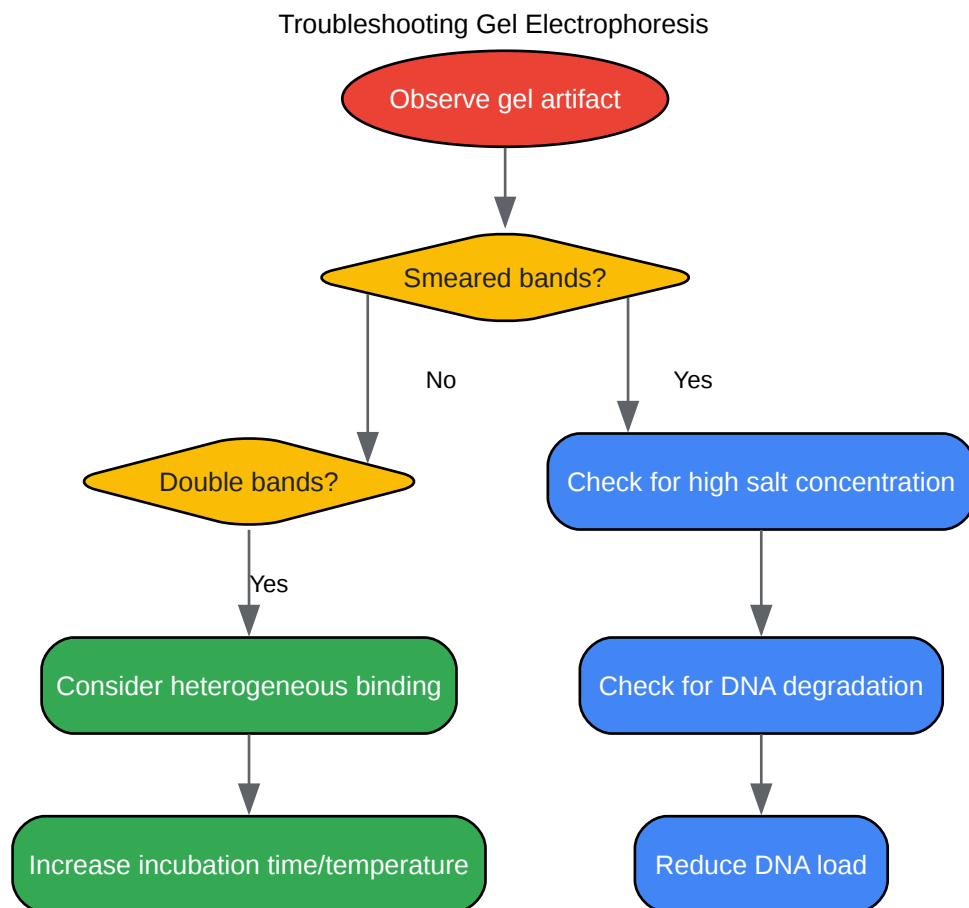 Troubleshooting Gel Electrophoresis
Observe gel artifact
Smeared bands?
No
Yes
Double bands?
Check for high salt concentration
Yes
Consider heterogeneous binding
Check for DNA degradation
Increase incubation time/temperature
Reduce DNA load